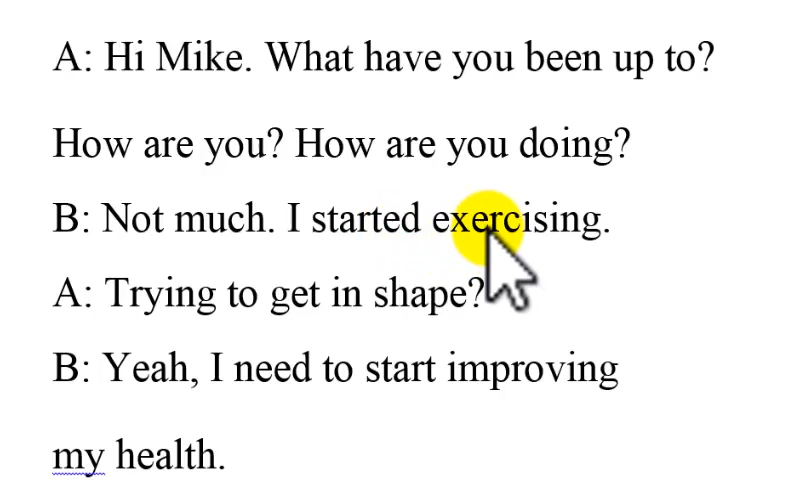 A: Hi Mike. What have you been up to?
How are you? How are you doing?
B: Not much. I started exercising.
A: Trying to get in shape?
B: Yeah, I need to start improving
my health.